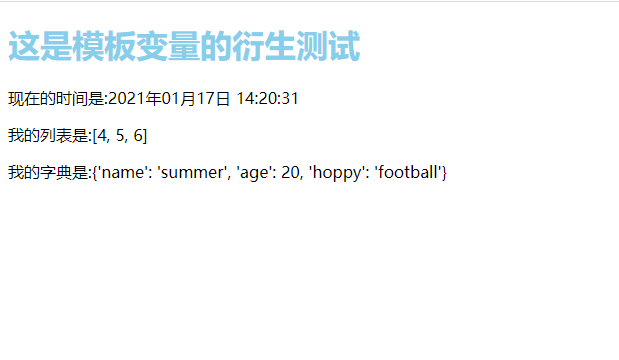 这是模板变量的衍生测试
现在的时间是:2021年01月17日 14:20:31
我的列表是:[4, 5, 6]
我的字典是:{'name': 'summer', 'age': 20, 'hoppy': 'football'}